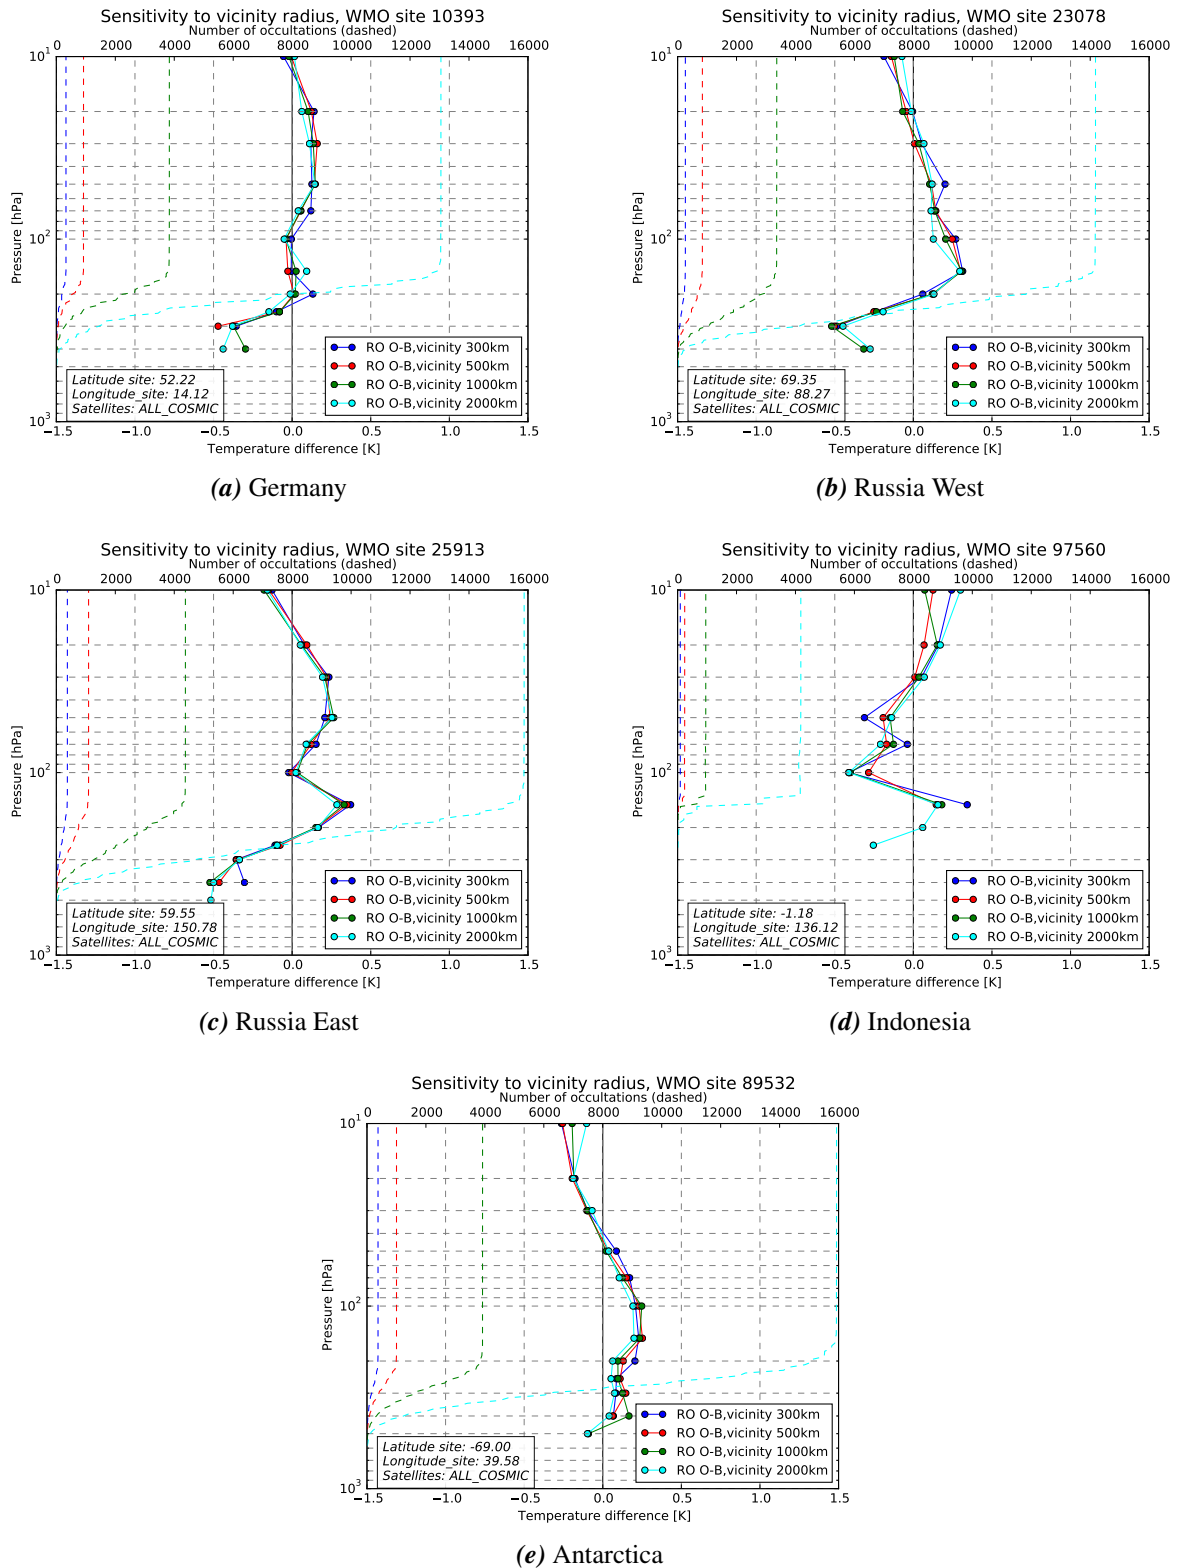 Sensitivity to vicinity radius, WMO site 10393
Number of occultations (dashed)
0 2000 4000 6000 8000 10000 12000 14000 16000
10^1
10^2
10^3
Pressure [hPa]
RO O-B,vicinity 300km
RO O-B,vicinity 500km
RO O-B,vicinity 1000km
RO O-B,vicinity 2000km
Latitude site: 52.22
Longitude_site: 14.12
Satellites: ALL_COSMIC
−1.5 −1.0 −0.5 0.0 0.5 1.0 1.5
Temperature difference [K]
(a) Germany
Sensitivity to vicinity radius, WMO site 23078
Number of occultations (dashed)
0 2000 4000 6000 8000 10000 12000 14000 16000
10^1
10^2
10^3
Pressure [hPa]
RO O-B,vicinity 300km
RO O-B,vicinity 500km
RO O-B,vicinity 1000km
RO O-B,vicinity 2000km
Latitude site: 69.35
Longitude_site: 88.27
Satellites: ALL_COSMIC
−1.5 −1.0 −0.5 0.0 0.5 1.0 1.5
Temperature difference [K]
(b) Russia West
Sensitivity to vicinity radius, WMO site 25913
Number of occultations (dashed)
0 2000 4000 6000 8000 10000 12000 14000 16000
10^1
10^2
10^3
Pressure [hPa]
RO O-B,vicinity 300km
RO O-B,vicinity 500km
RO O-B,vicinity 1000km
RO O-B,vicinity 2000km
Latitude site: 59.55
Longitude_site: 150.78
Satellites: ALL_COSMIC
−1.5 −1.0 −0.5 0.0 0.5 1.0 1.5
Temperature difference [K]
(c) Russia East
Sensitivity to vicinity radius, WMO site 97560
Number of occultations (dashed)
0 2000 4000 6000 8000 10000 12000 14000 16000
10^1
10^2
10^3
Pressure [hPa]
RO O-B,vicinity 300km
RO O-B,vicinity 500km
RO O-B,vicinity 1000km
RO O-B,vicinity 2000km
Latitude site: -1.18
Longitude_site: 136.12
Satellites: ALL_COSMIC
−1.5 −1.0 −0.5 0.0 0.5 1.0 1.5
Temperature difference [K]
(d) Indonesia
Sensitivity to vicinity radius, WMO site 89532
Number of occultations (dashed)
0 2000 4000 6000 8000 10000 12000 14000 16000
10^1
10^2
10^3
Pressure [hPa]
RO O-B,vicinity 300km
RO O-B,vicinity 500km
RO O-B,vicinity 1000km
RO O-B,vicinity 2000km
Latitude site: -69.00
Longitude_site: 39.58
Satellites: ALL_COSMIC
−1.5 −1.0 −0.5 0.0 0.5 1.0 1.5
Temperature difference [K]
(e) Antarctica